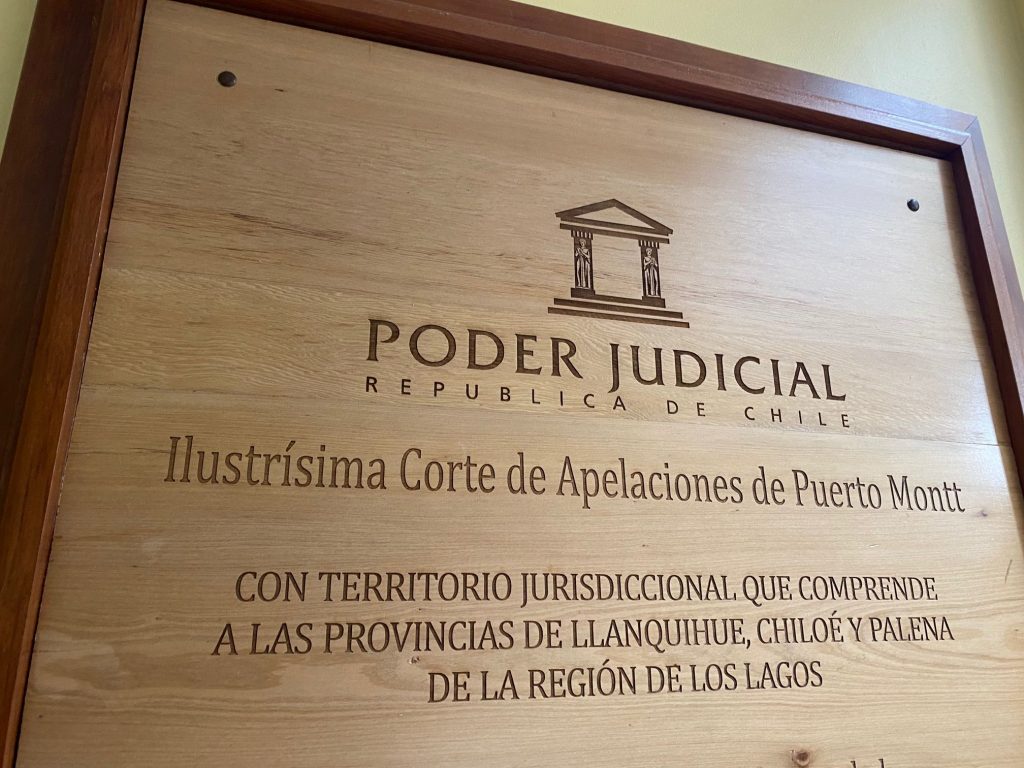 PODER JUDICIAL
REPUBLICA DE CHILE
Ilustrísima Corte de Apelaciones de Puerto Montt
CON TERRITORIO JURISDICCIONAL QUE COMPRENDE
A LAS PROVINCIAS DE LLANQUIHUE, CHILOÉ Y PALENA
DE LA REGIÓN DE LOS LAGOS